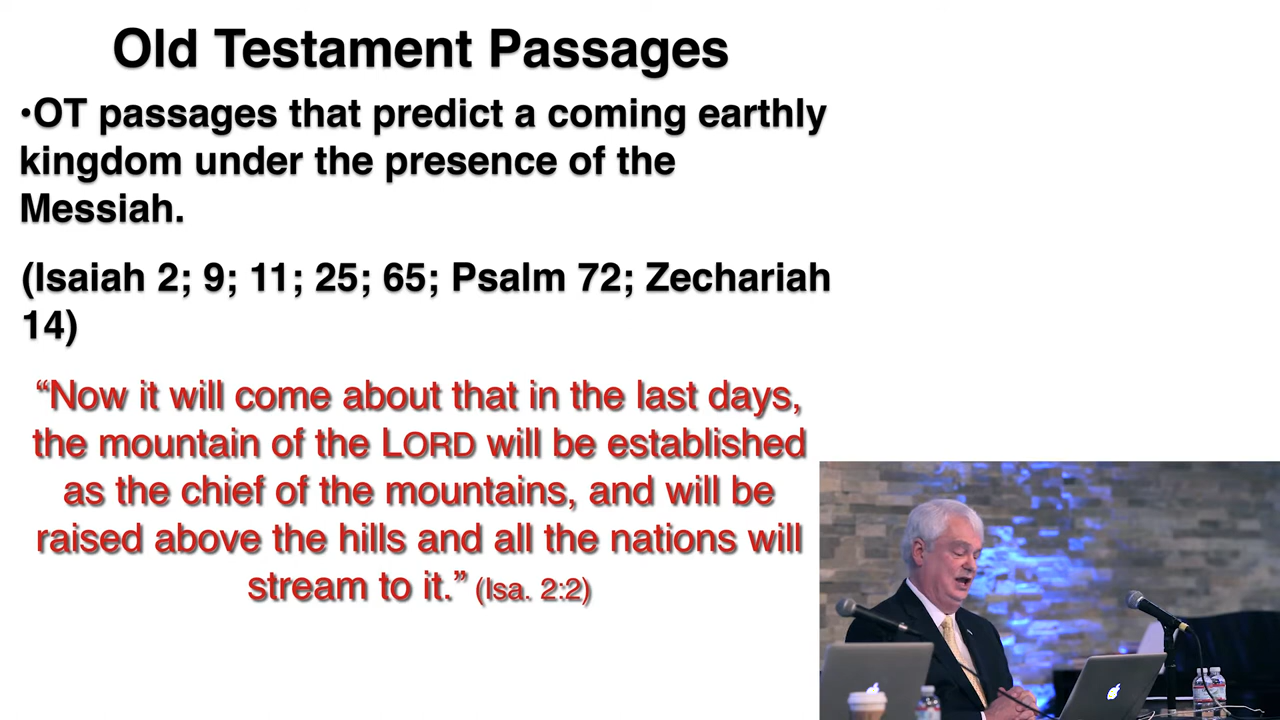 Old Testament Passages
•OT passages that predict a coming earthly
kingdom under the presence of the
Messiah.
(Isaiah 2; 9; 11; 25; 65; Psalm 72; Zechariah
14)
“Now it will come about that in the last days,
the mountain of the LORD will be established
as the chief of the mountains, and will be
raised above the hills and all the nations will
stream to it.” (Isa. 2:2)